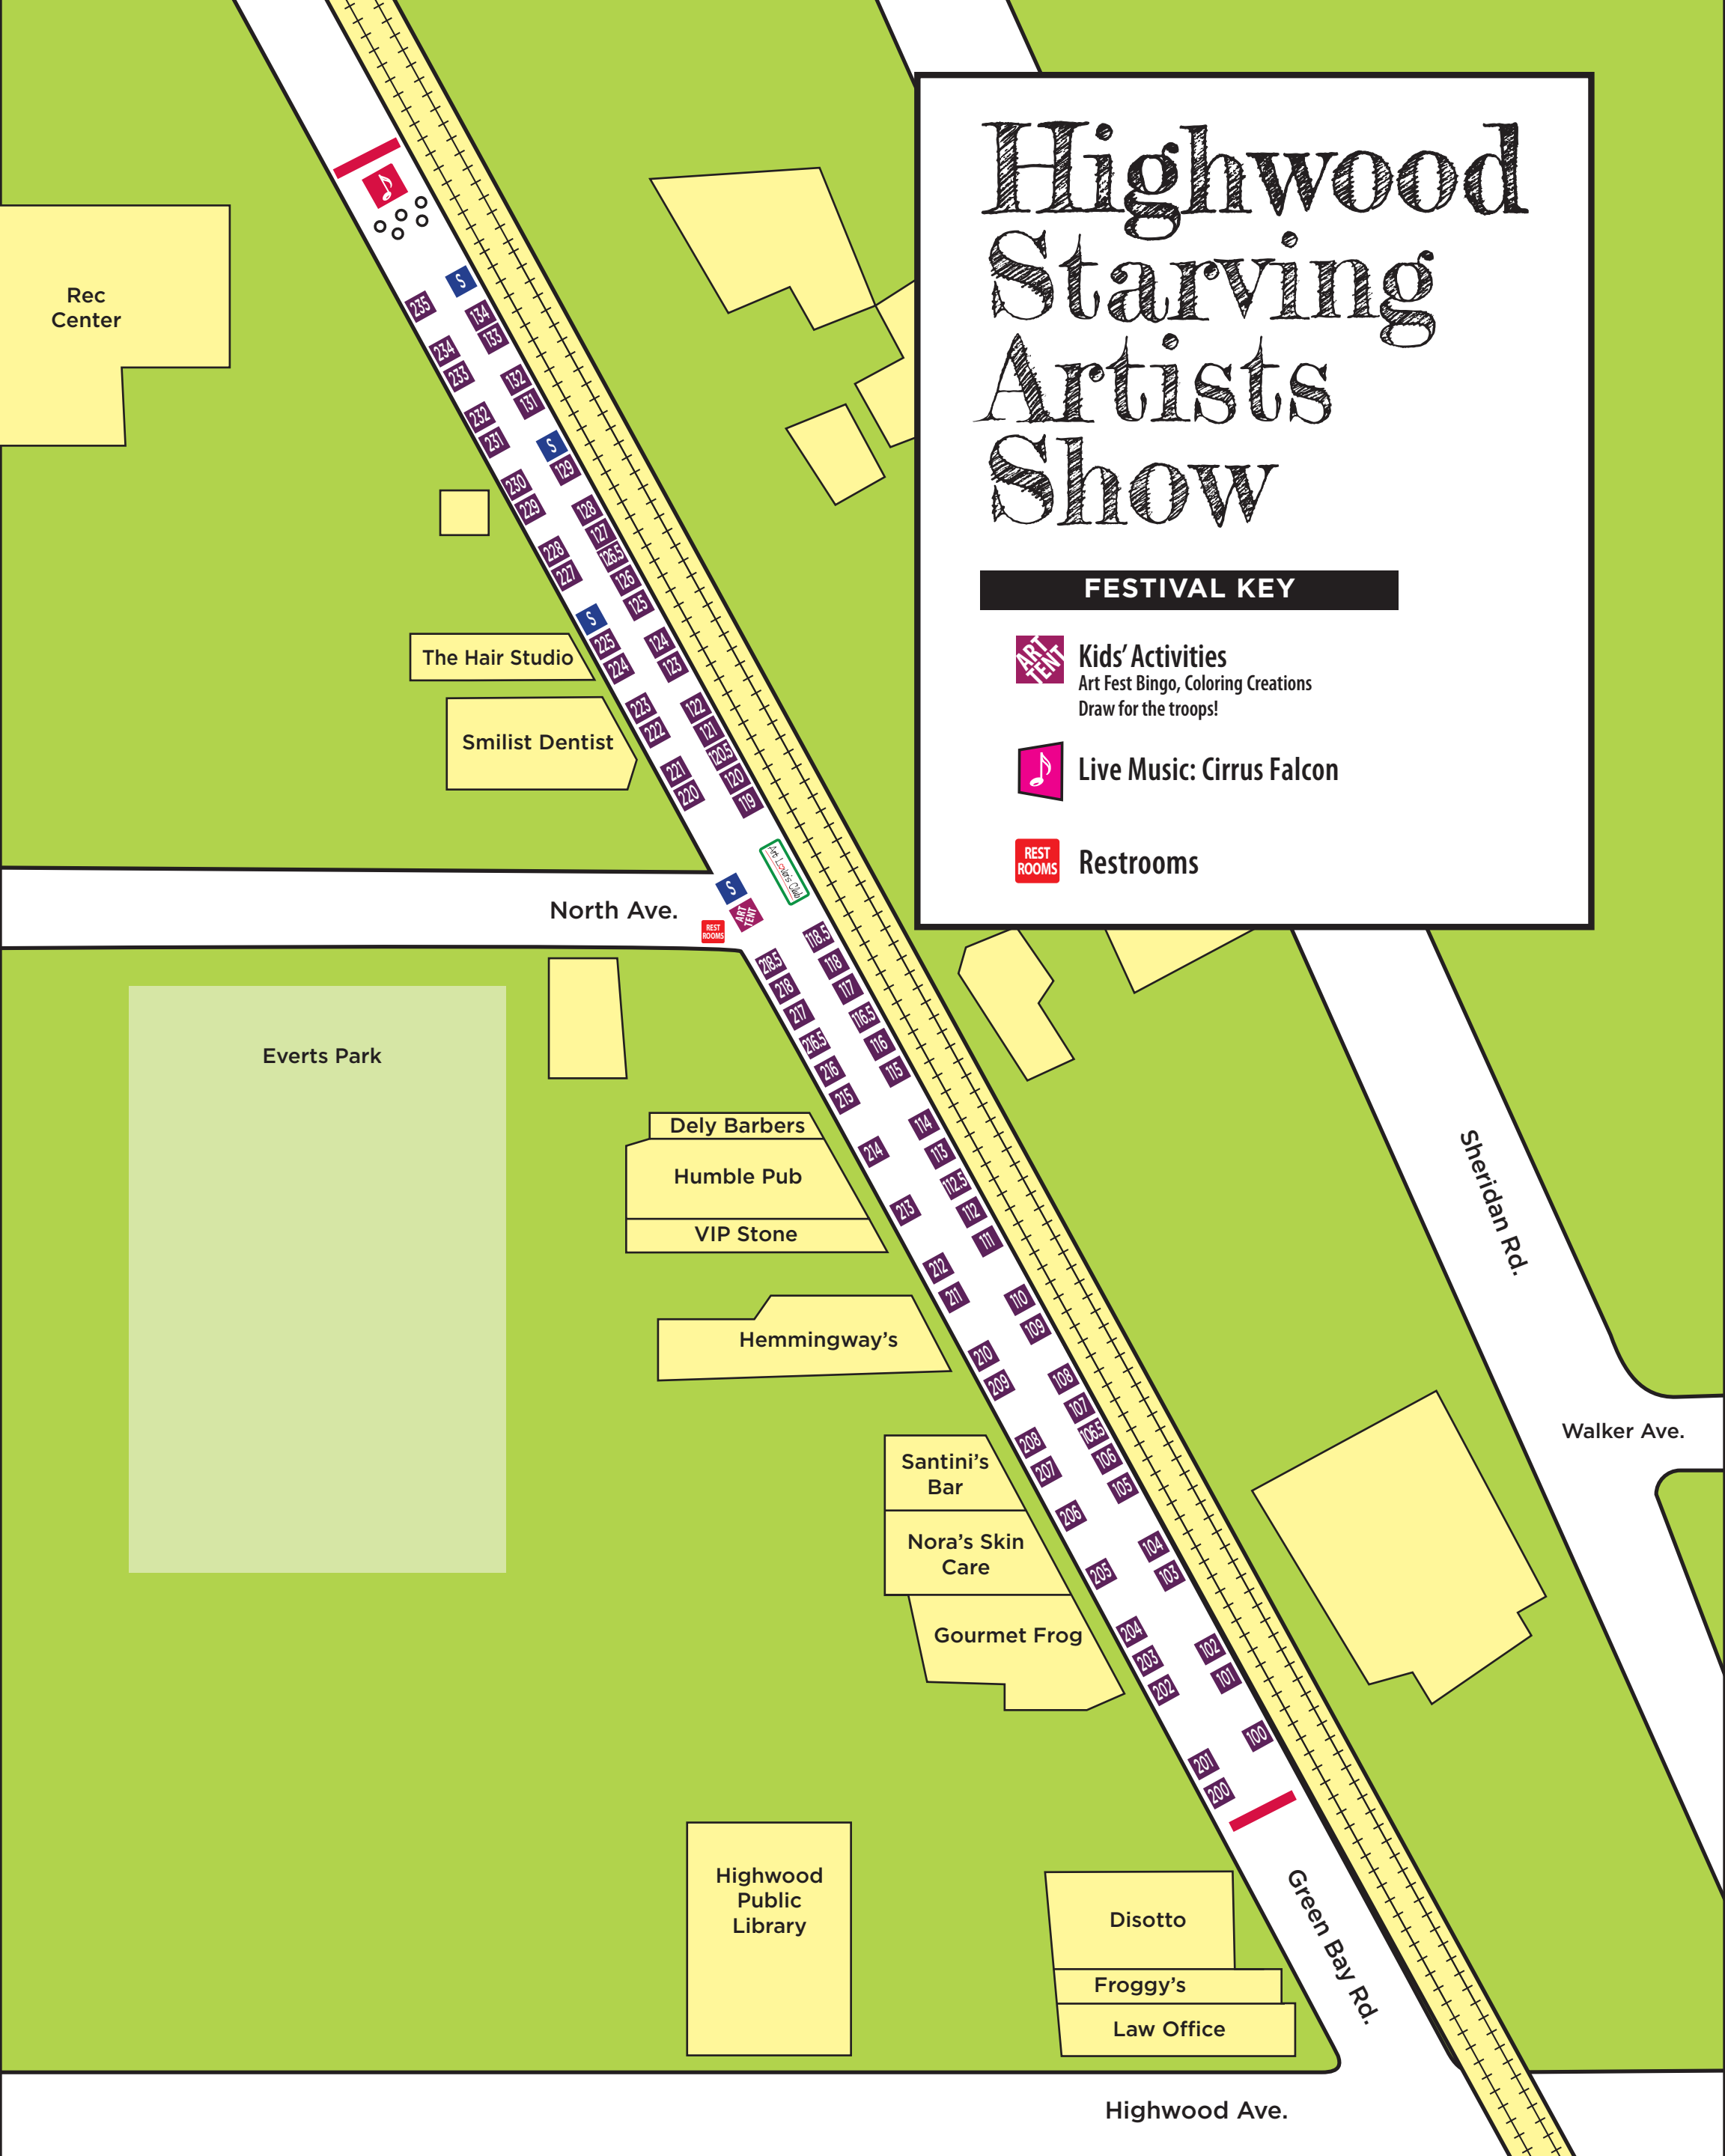 Highwood
Starving
Artists
Show
FESTIVAL KEY
ART
TENT
Kids’ Activities
Art Fest Bingo, Coloring Creations
Draw for the troops!
Live Music: Cirrus Falcon
REST
ROOMS
Restrooms
Rec
Center
S
235
134
133
234
233
132
131
232
231
S
129
230
229
128
127
126.5
126
125
228
227
S
225
224
124
123
The Hair Studio
223
222
122
121
120.5
120
119
Smilist Dentist
221
220
Art Lovers Club
S
ART
TENT
REST
ROOMS
North Ave.
118.5
118
117
116.5
116
115
218.5
218
217
216.5
216
215
Everts Park
Dely Barbers
Humble Pub
VIP Stone
214
213
114
113
112.5
112
111
212
211
110
109
Hemmingway’s
210
209
108
107
106.5
106
105
208
207
206
Santini’s
Bar
Nora’s Skin
Care
Gourmet Frog
205
104
103
204
203
202
102
101
100
201
200
Sheridan Rd.
Walker Ave.
Highwood
Public
Library
Disotto
Froggy’s
Law Office
Green Bay Rd.
Highwood Ave.